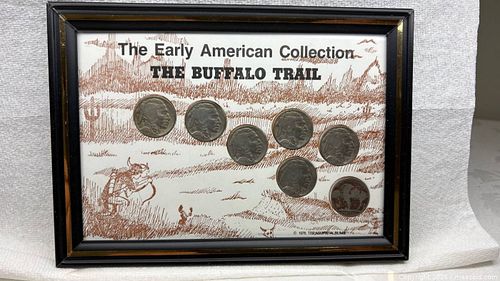 The Early American Collection
THE BUFFALO TRAIL